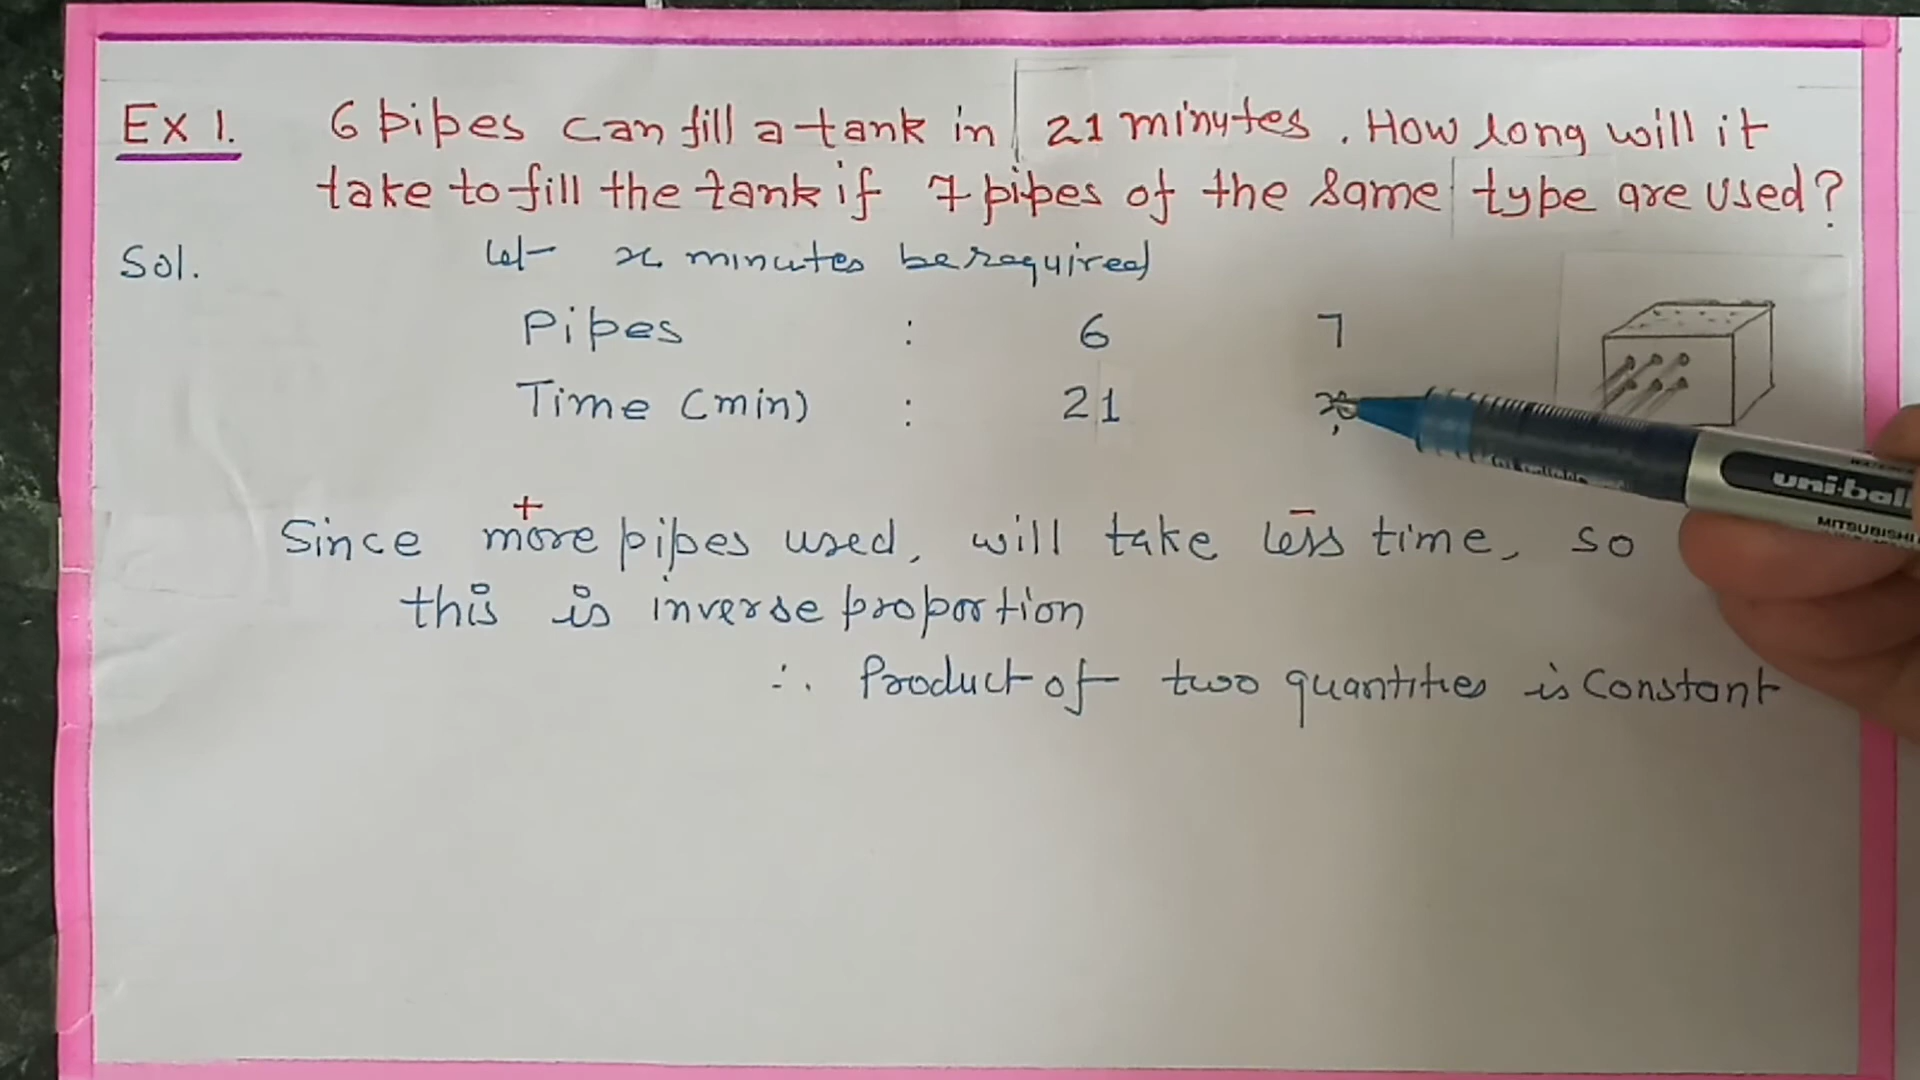 Ex 1. 6 pipes can fill a tank in 21 minutes. How long will it
take to fill the tank if 7 pipes of the same type are used?
Sol. let x minutes be required
Pipes : 6 7
Time (min) : 21 x
+ -
Since more pipes used, will take less time, so
this is inverse proportion
∴ Product of two quantities is Constant
uni-ball
MITSUBISHI